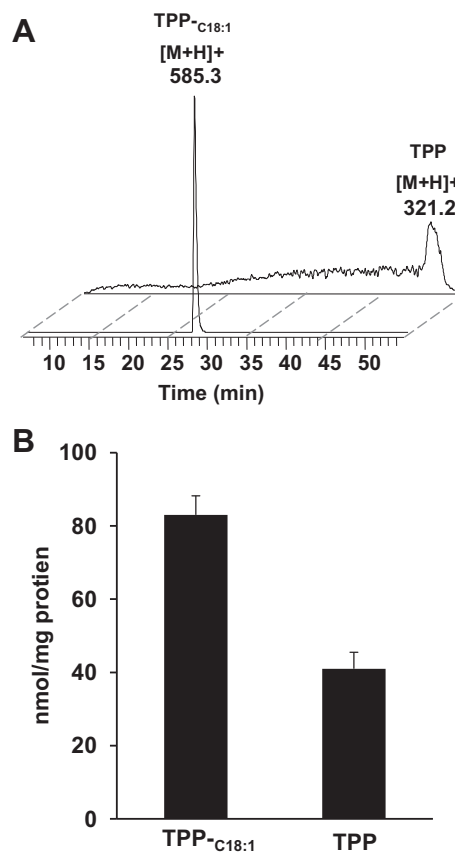 A
TPP-C18:1
[M+H]+
585.3
TPP
[M+H]+
321.2
10 15 20 25 30 35 40 45 50
Time (min)
B
100
80
60
40
20
0
nmol/mg protien
TPP-C18:1 TPP